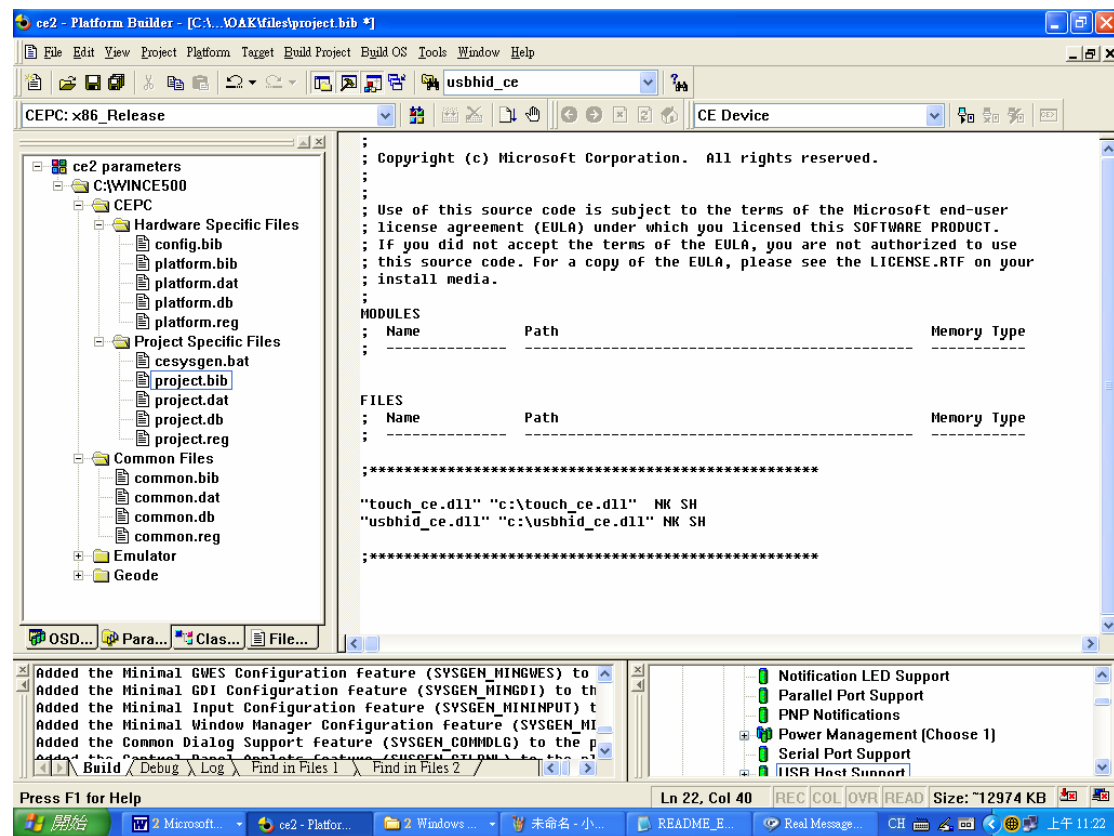 ce2 - Platform Builder - [C:\...\OAK\files\project.bib *]
File Edit View Project Platform Target Build Project Build OS Tools Window Help
usbhid_ce
CEPC: x86_Release
CE Device
ce2 parameters
C:\WINCE500
CEPC
Hardware Specific Files
config.bib
platform.bib
platform.dat
platform.db
platform.reg
Project Specific Files
cesysgen.bat
project.bib
project.dat
project.db
project.reg
Common Files
common.bib
common.dat
common.db
common.reg
Emulator
Geode
OSD... Para... Clas... File...
;
; Copyright (c) Microsoft Corporation.  All rights reserved.
;
;
; Use of this source code is subject to the terms of the Microsoft end-user
; license agreement (EULA) under which you licensed this SOFTWARE PRODUCT.
; If you did not accept the terms of the EULA, you are not authorized to use
; this source code. For a copy of the EULA, please see the LICENSE.RTF on your
; install media.
;
MODULES
;  Name            Path                                           Memory Type
;  --------------  ---------------------------------------------  -----------
FILES
;  Name            Path                                           Memory Type
;  --------------  ---------------------------------------------  -----------
;****************************************************
"touch_ce.dll" "c:\touch_ce.dll"  NK SH
"usbhid_ce.dll" "c:\usbhid_ce.dll" NK SH
;****************************************************
Added the Minimal GWES Configuration feature (SYSGEN_MINGWES) to
Added the Minimal GDI Configuration feature (SYSGEN_MINGDI) to th
Added the Minimal Input Configuration feature (SYSGEN_MININPUT) t
Added the Minimal Window Manager Configuration feature (SYSGEN_MI
Added the Common Dialog Support feature (SYSGEN_COMMDLG) to the p
Build Debug Log Find in Files 1 Find in Files 2
Notification LED Support
Parallel Port Support
PNP Notifications
Power Management (Choose 1)
Serial Port Support
USB Host Support
Press F1 for Help
Ln 22, Col 40 REC COL OVR READ Size: ~12974 KB
開始 2 Microsoft... ce2 - Platfor... 2 Windows ... 未命名 - 小... README_E... Real Message... CH 上午 11:22